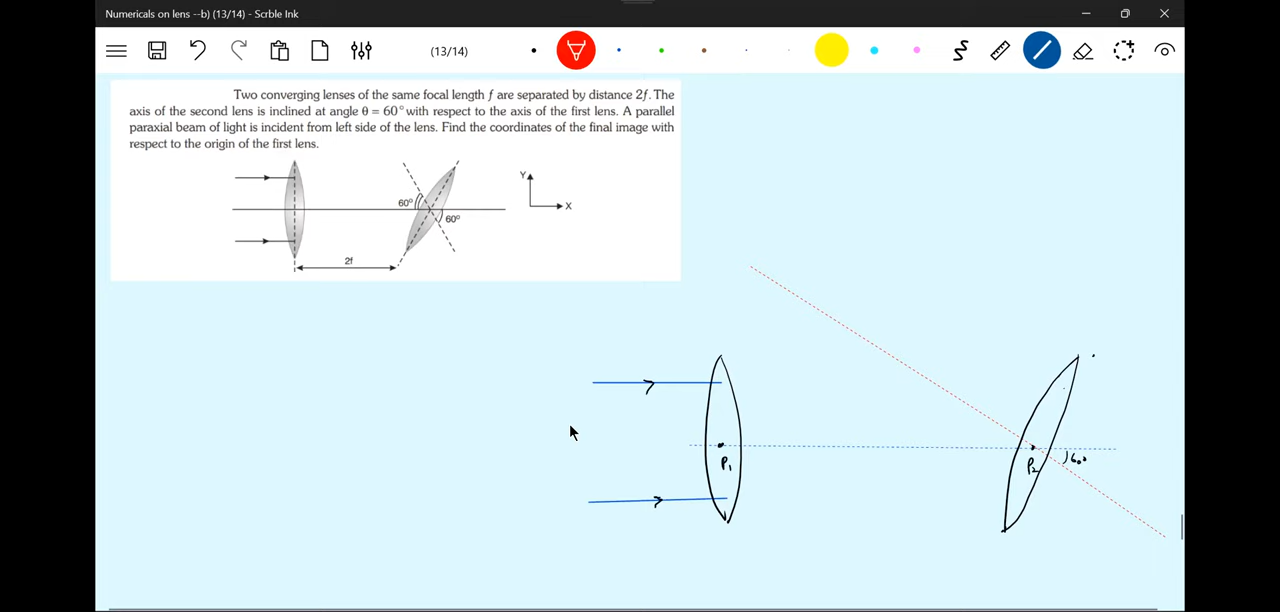 Numericals on lens --b) (13/14) - Scrble Ink
(13/14)
Two converging lenses of the same focal length f are separated by distance 2f. The
axis of the second lens is inclined at angle θ = 60° with respect to the axis of the first lens. A parallel
paraxial beam of light is incident from left side of the lens. Find the coordinates of the final image with
respect to the origin of the first lens.
Y
X
60°
60°
2f
P₁
P₂
60°